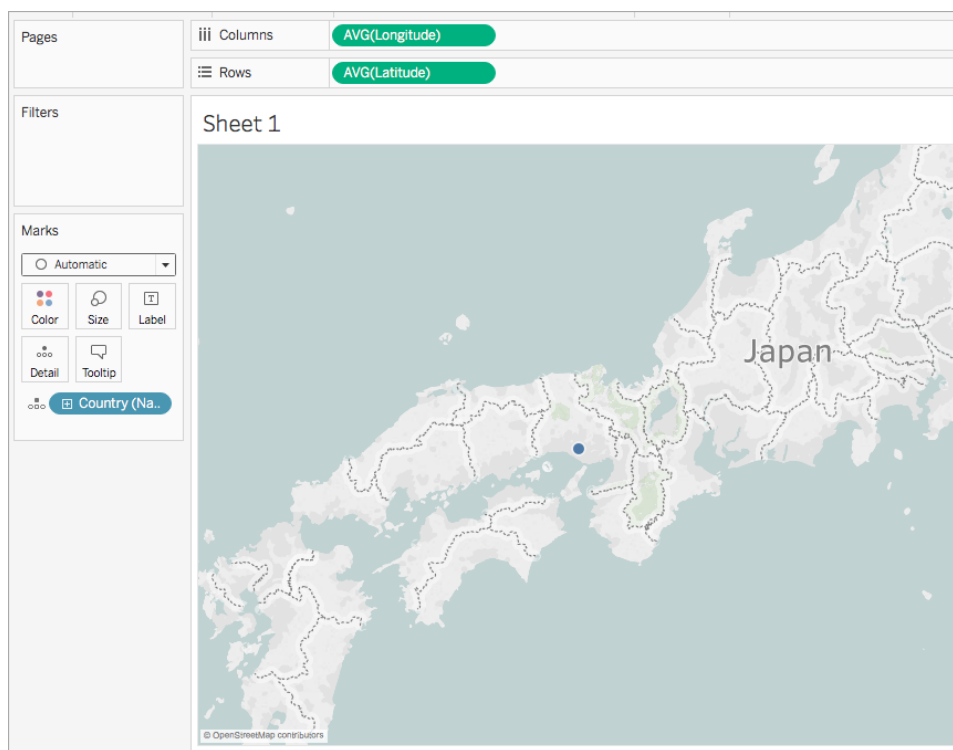 Pages
Columns
AVG(Longitude)
Rows
AVG(Latitude)
Filters
Sheet 1
Marks
Automatic
Color
Size
T
Label
Detail
Tooltip
Country (Na..
Japan
© OpenStreetMap contributors